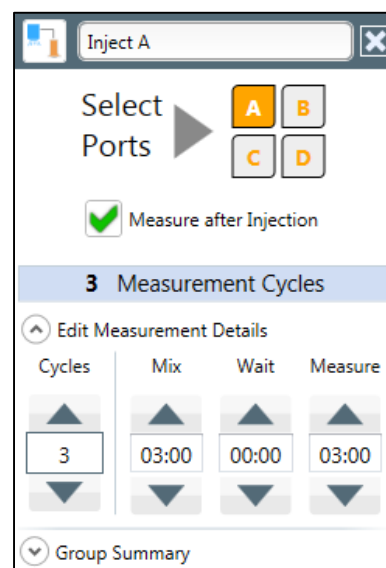 Inject A
Select Ports
A B
C D
Measure after Injection
3 Measurement Cycles
Edit Measurement Details
Cycles Mix Wait Measure
3 03:00 00:00 03:00
Group Summary